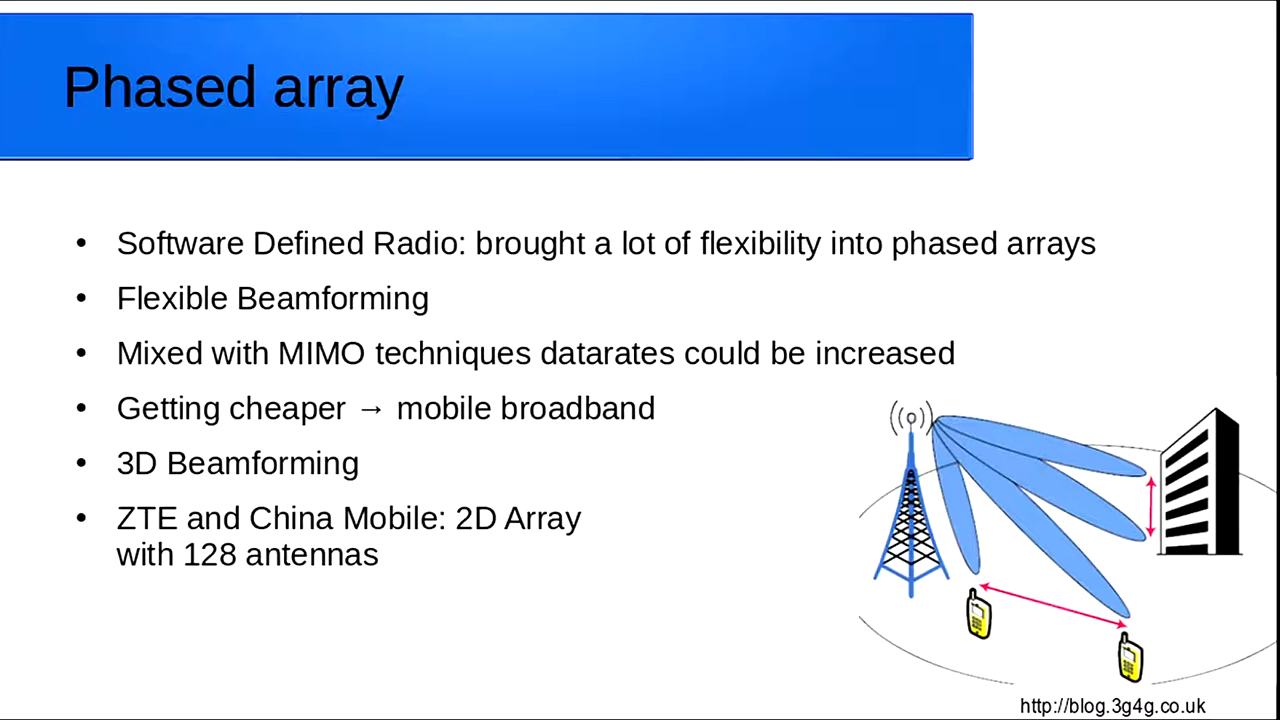 Phased array
• Software Defined Radio: brought a lot of flexibility into phased arrays
• Flexible Beamforming
• Mixed with MIMO techniques datarates could be increased
• Getting cheaper → mobile broadband
• 3D Beamforming
• ZTE and China Mobile: 2D Array
with 128 antennas
http://blog.3g4g.co.uk